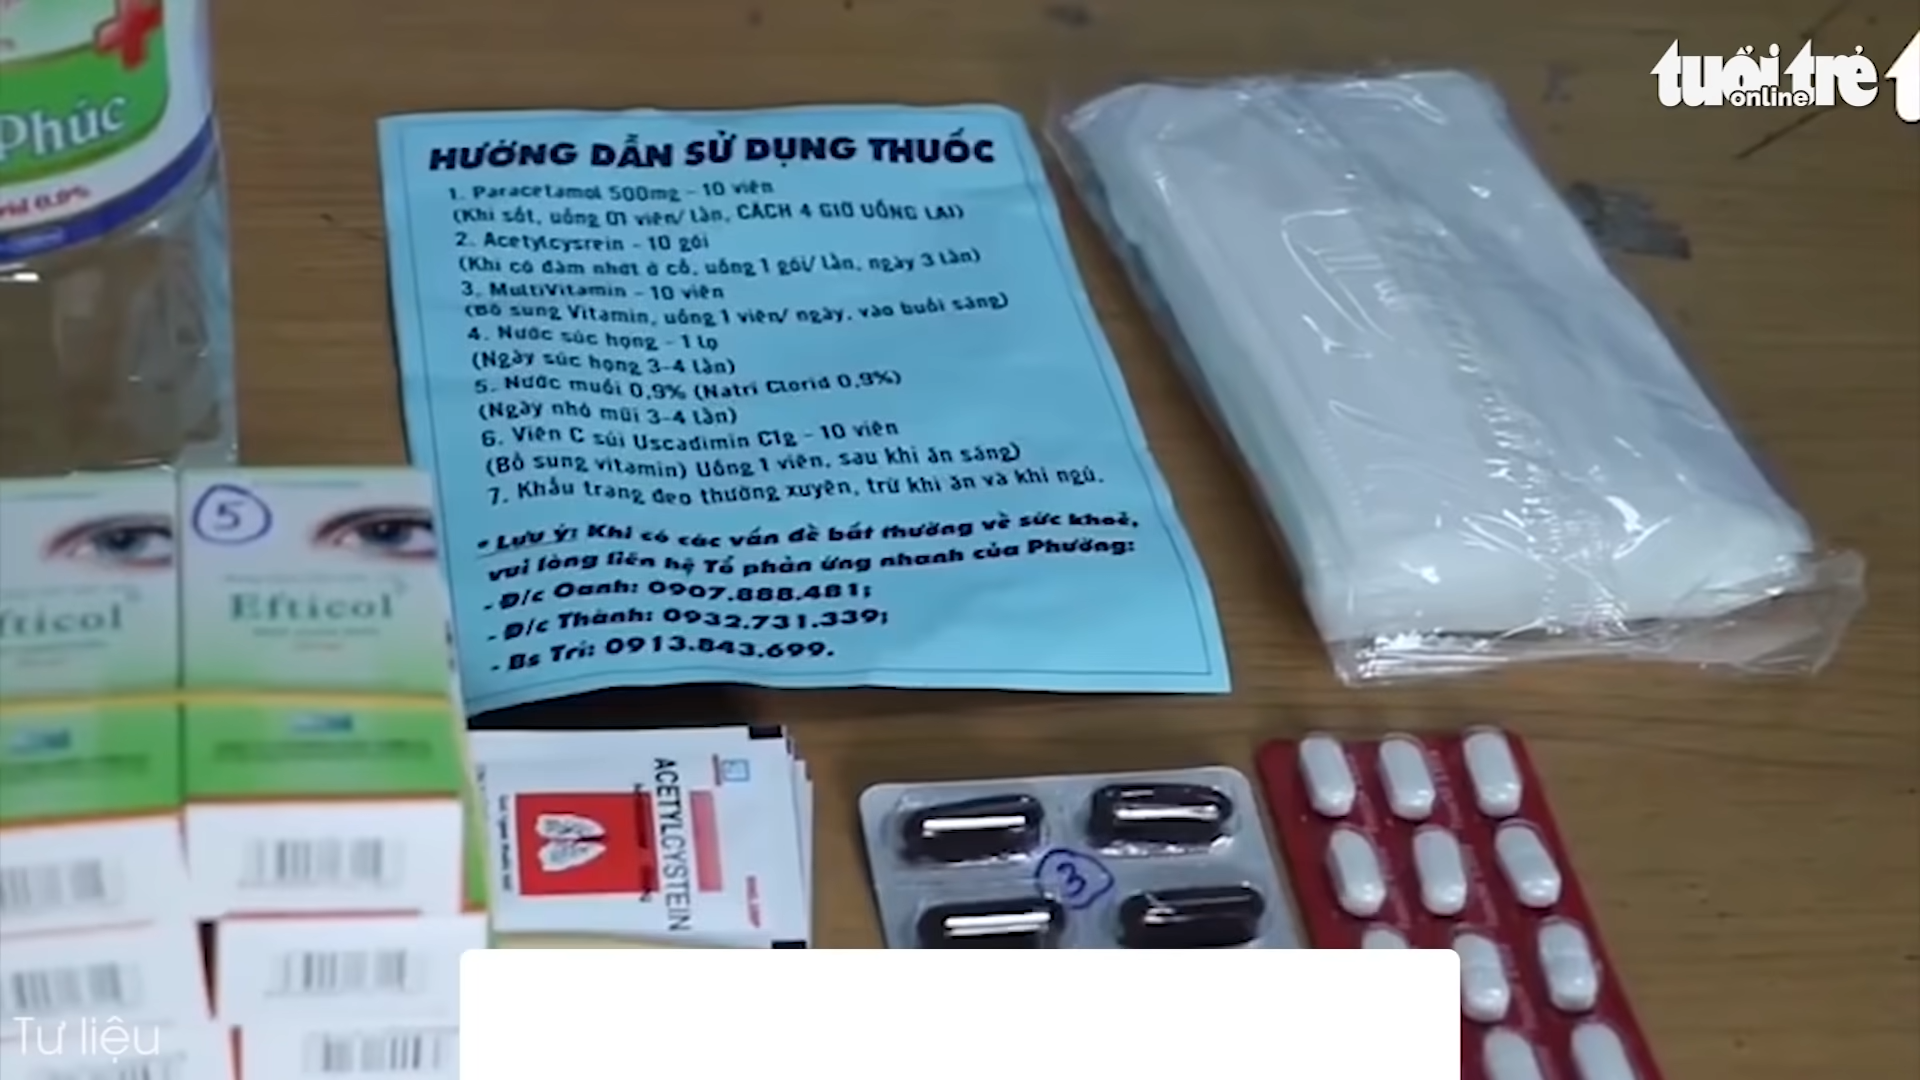 tuổi trẻ
online
Phúc
HƯỚNG DẪN SỬ DỤNG THUỐC
1. Paracetamol 500mg - 10 viên
(Khi sốt, uống 01 viên/ lần, CÁCH 4 GIỜ UỐNG LẠI)
2. Acetylcysrein - 10 gói
(Khi có đàm nhớt ở cổ, uống 1 gói/ lần, ngày 3 lần)
3. MultiVitamin - 10 viên
(Bổ sung Vitamin, uống 1 viên/ ngày, vào buổi sáng)
4. Nước súc họng - 1 lọ
(Ngày súc họng 3-4 lần)
5. Nước muối 0,9% (Natri Clorid 0,9%)
(Ngày nhỏ mũi 3-4 lần)
6. Viên C sủi Uscadimin C1g - 10 viên
(Bổ sung vitamin) Uống 1 viên, sau khi ăn sáng)
7. Khẩu trang đeo thường xuyên, trừ khi ăn và khi ngủ.
• Lưu ý: Khi có các vấn đề bất thường về sức khoẻ,
vui lòng liên hệ Tổ phản ứng nhanh của Phường:
- Đ/c Oanh: 0907.888.481;
- Đ/c Thành: 0932.731.339;
- Bs Trí: 0913.843.699.
5
Efticol
ACETYLCYSTEIN
3
Tư liệu